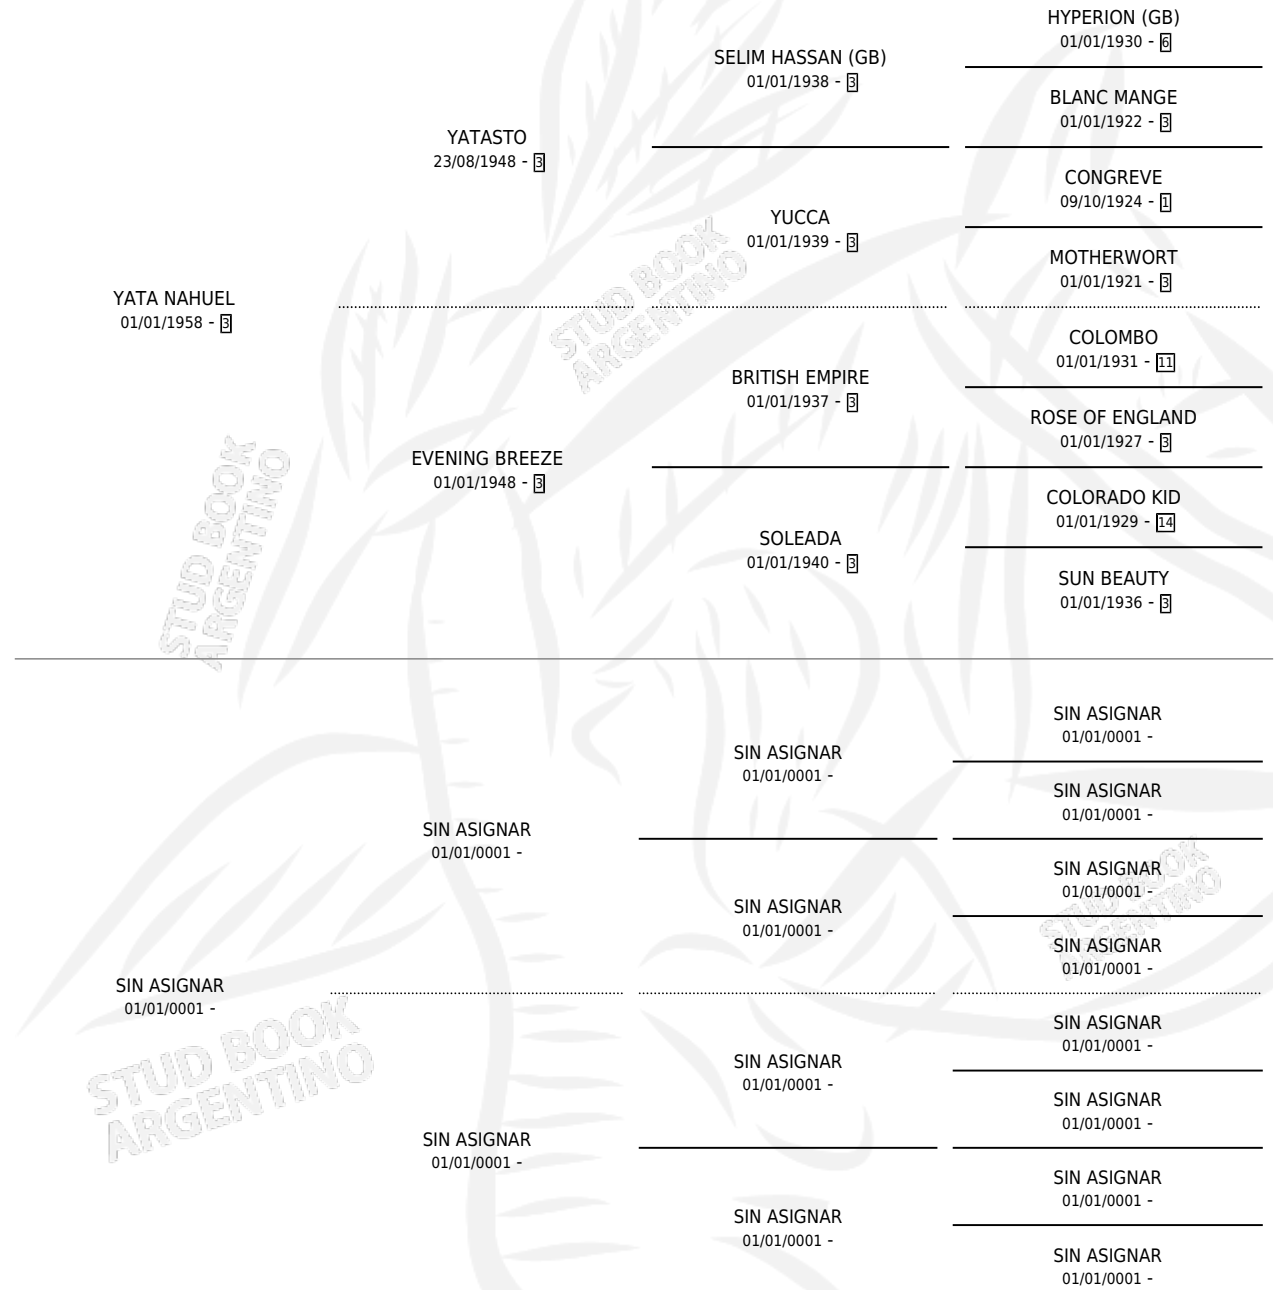 HYPERION (GB)
01/01/1930 - 6
SELIM HASSAN (GB)
01/01/1938 - 3
BLANC MANGE
01/01/1922 - 3
YATASTO
23/08/1948 - 3
CONGREVE
09/10/1924 - 1
YUCCA
01/01/1939 - 3
MOTHERWORT
01/01/1921 - 3
YATA NAHUEL
01/01/1958 - 3
STUD BOOK
ARGENTINO
COLOMBO
01/01/1931 - 11
BRITISH EMPIRE
01/01/1937 - 3
ROSE OF ENGLAND
01/01/1927 - 3
EVENING BREEZE
01/01/1948 - 3
COLORADO KID
01/01/1929 - 14
SOLEADA
01/01/1940 - 3
SUN BEAUTY
01/01/1936 - 3
STUD BOOK
ARGENTINO
SIN ASIGNAR
01/01/0001 -
SIN ASIGNAR
01/01/0001 -
SIN ASIGNAR
01/01/0001 -
SIN ASIGNAR
01/01/0001 -
SIN ASIGNAR
01/01/0001 -
SIN ASIGNAR
01/01/0001 -
SIN ASIGNAR
01/01/0001 -
STUD BOOK
ARGENTINO
SIN ASIGNAR
01/01/0001 -
SIN ASIGNAR
01/01/0001 -
SIN ASIGNAR
01/01/0001 -
SIN ASIGNAR
01/01/0001 -
SIN ASIGNAR
01/01/0001 -
SIN ASIGNAR
01/01/0001 -
SIN ASIGNAR
01/01/0001 -
SIN ASIGNAR
01/01/0001 -
STUD BOOK
ARGENTINO